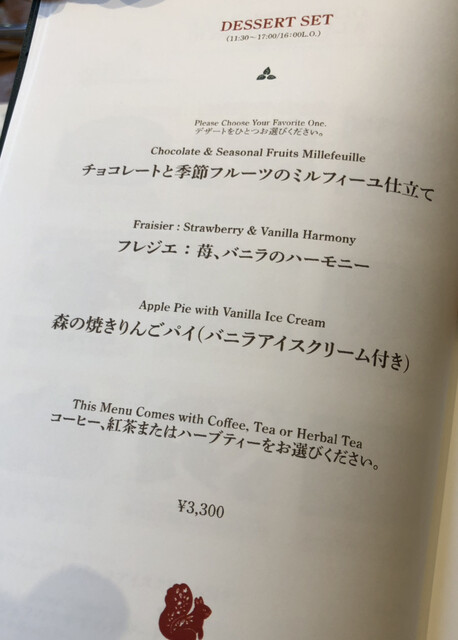 DESSERT SET
(11:30～17:00/16:00L.O.)
Please Choose Your Favorite One.
デザートをひとつお選びください。
Chocolate & Seasonal Fruits Millefeuille
チョコレートと季節フルーツのミルフィーユ仕立て
Fraisier : Strawberry & Vanilla Harmony
フレジエ：苺、バニラのハーモニー
Apple Pie with Vanilla Ice Cream
森の焼きりんごパイ(バニラアイスクリーム付き)
This Menu Comes with Coffee, Tea or Herbal Tea
コーヒー、紅茶またはハーブティーをお選びください。
¥3,300